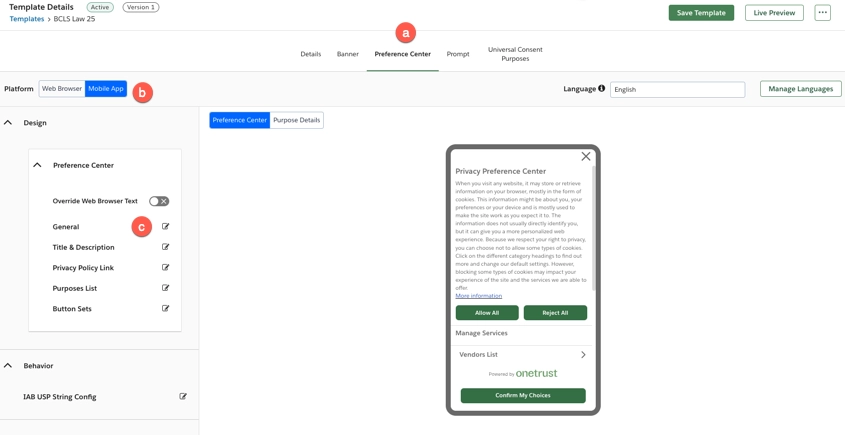 Template Details Active Version 1
Templates > BCLS Law 25
Save Template Live Preview
a
Details Banner Preference Center Prompt Universal Consent
Purposes
Platform Web Browser Mobile App b
Language English Manage Languages
Design
Preference Center Purpose Details
Preference Center
Override Web Browser Text
General c
Title & Description
Privacy Policy Link
Purposes List
Button Sets
Behavior
IAB USP String Config
Privacy Preference Center
When you visit any website, it may store or retrieve
information on your browser, mostly in the form of
cookies. This information might be about you, your
preferences or your device and is mostly used to
make the site work as you expect it to. The
information does not usually directly identify you,
but it can give you a more personalized web
experience. Because we respect your right to privacy,
you can choose not to allow some types of cookies.
Click on the different category headings to find out
more and change our default settings. However,
blocking some types of cookies may impact your
experience of the site and the services we are able to
offer.
More information
Allow All Reject All
Manage Services
Vendors List
Powered by onetrust
Confirm My Choices